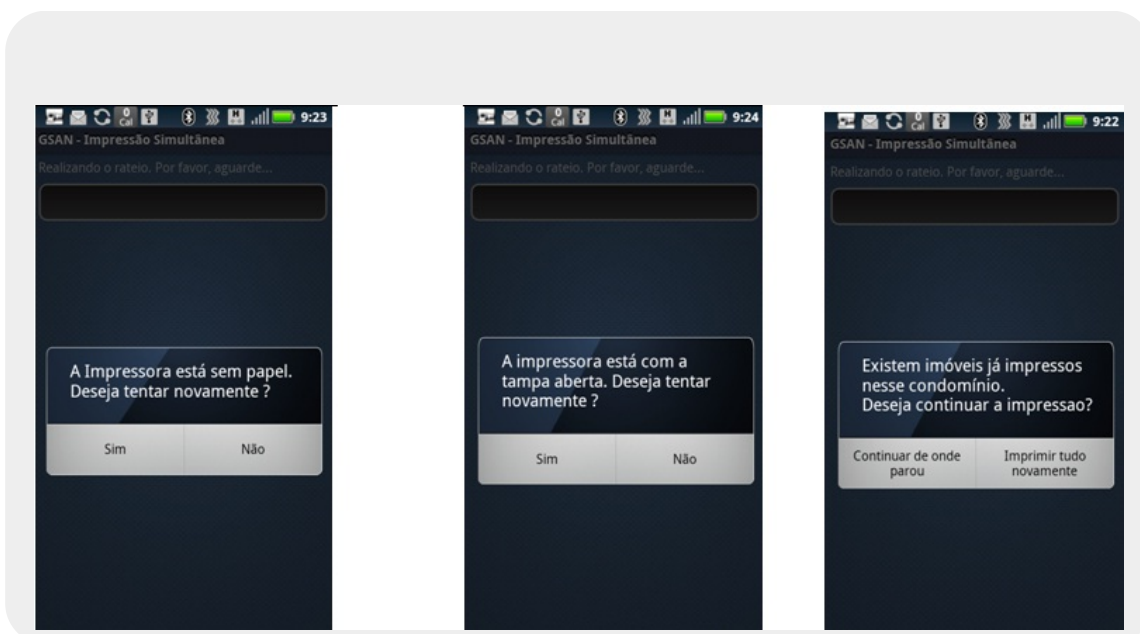 9:23
GSAN - Impressão Simultânea
Realizando o rateio. Por favor, aguarde...
A Impressora está sem papel.
Deseja tentar novamente ?
Sim
Não
9:24
GSAN - Impressão Simultânea
Realizando o rateio. Por favor, aguarde...
A impressora está com a
tampa aberta. Deseja tentar
novamente ?
Sim
Não
9:22
GSAN - Impressão Simultânea
Realizando o rateio. Por favor, aguarde...
Existem imóveis já impressos
nesse condomínio.
Deseja continuar a impressao?
Continuar de onde
parou
Imprimir tudo
novamente